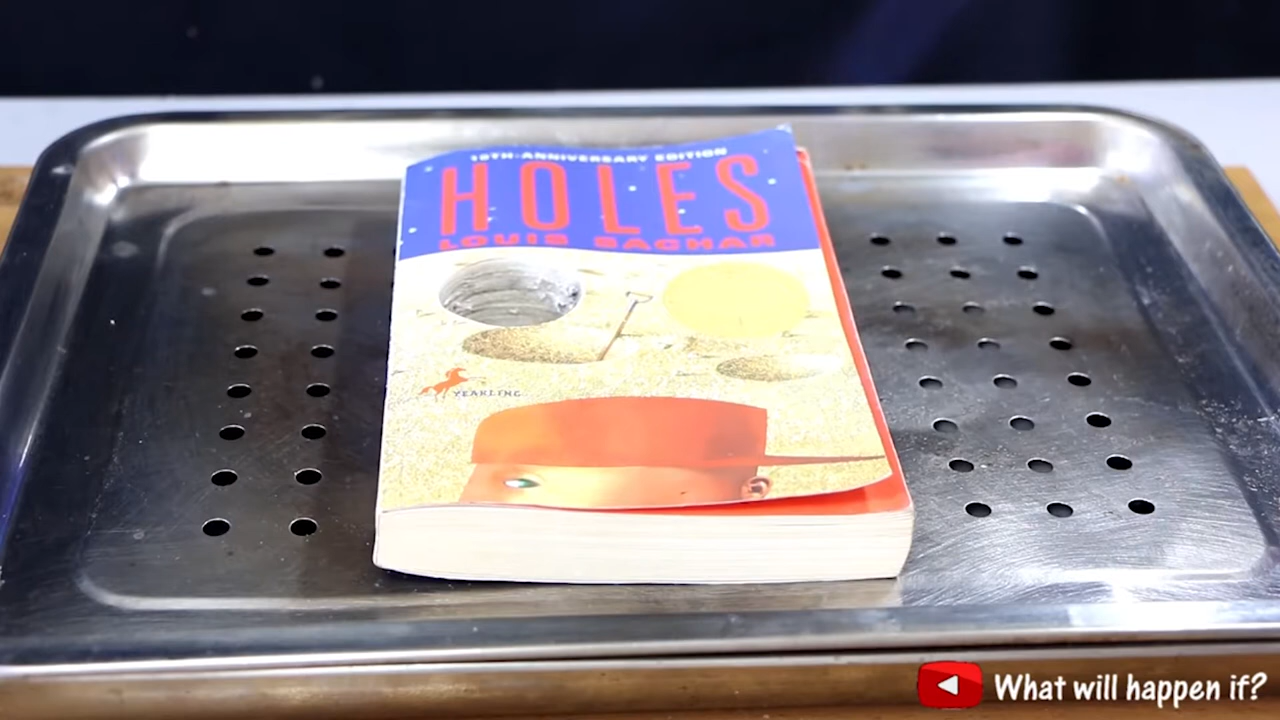 10TH-ANNIVERSARY EDITION
HOLES
LOUIS SACHAR
YEARLING
What will happen if?